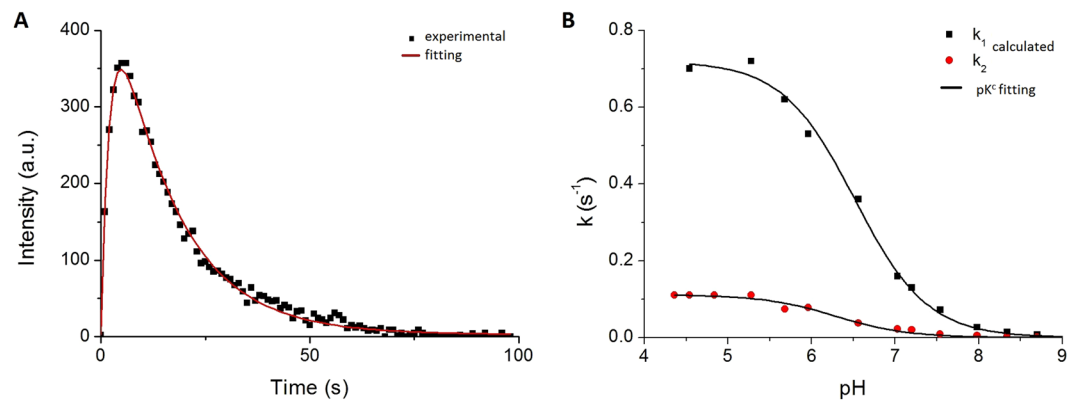 A
400
300
200
100
0
Intensity (a.u.)
experimental
fitting
0
50
100
Time (s)
B
0.8
0.6
0.4
0.2
0.0
k (s⁻¹)
k₁ calculated
k₂
pKᶜ fitting
4
5
6
7
8
9
pH